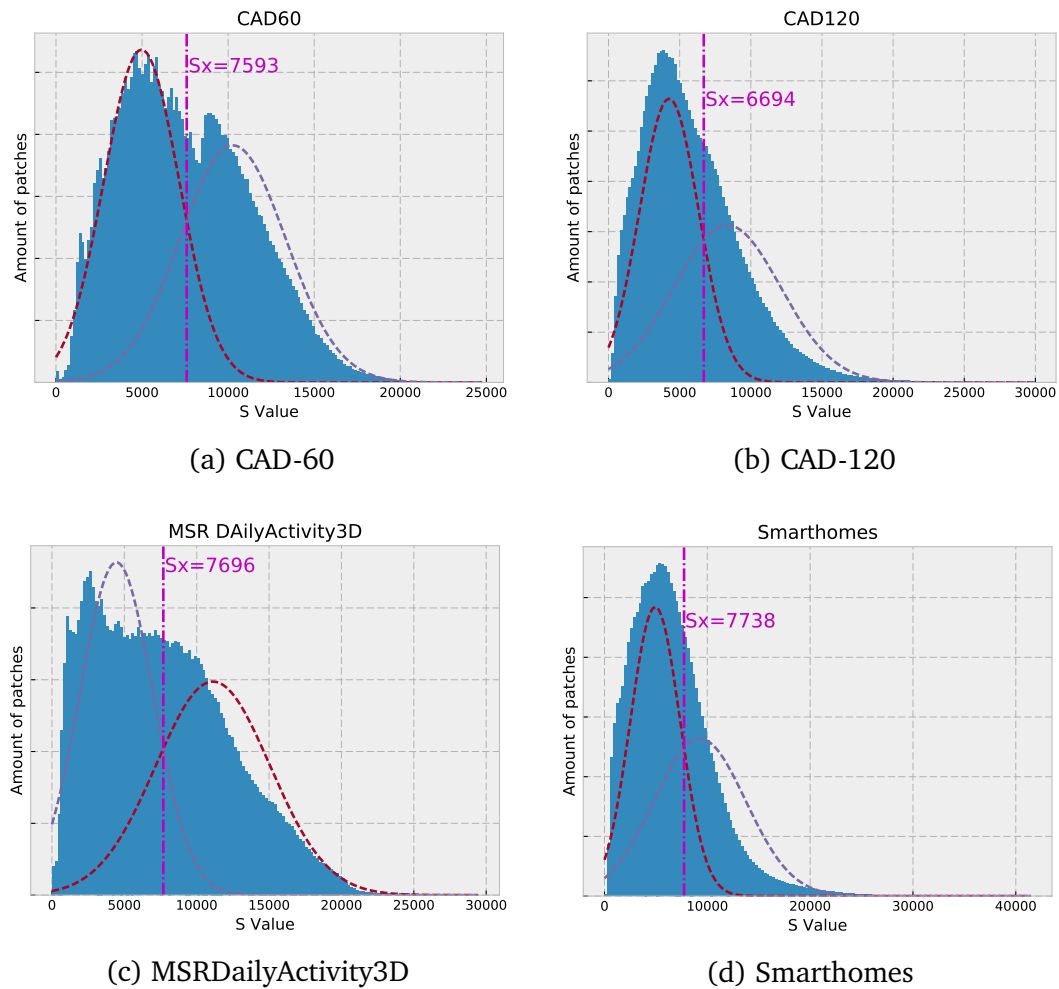 CAD60
Sx=7593
Amount of patches
0 5000 10000 15000 20000 25000
S Value
(a) CAD-60
CAD120
Sx=6694
Amount of patches
0 5000 10000 15000 20000 25000 30000
S Value
(b) CAD-120
MSR DAilyActivity3D
Sx=7696
Amount of patches
0 5000 10000 15000 20000 25000 30000
S Value
(c) MSRDailyActivity3D
Smarthomes
Sx=7738
Amount of patches
0 10000 20000 30000 40000
S Value
(d) Smarthomes